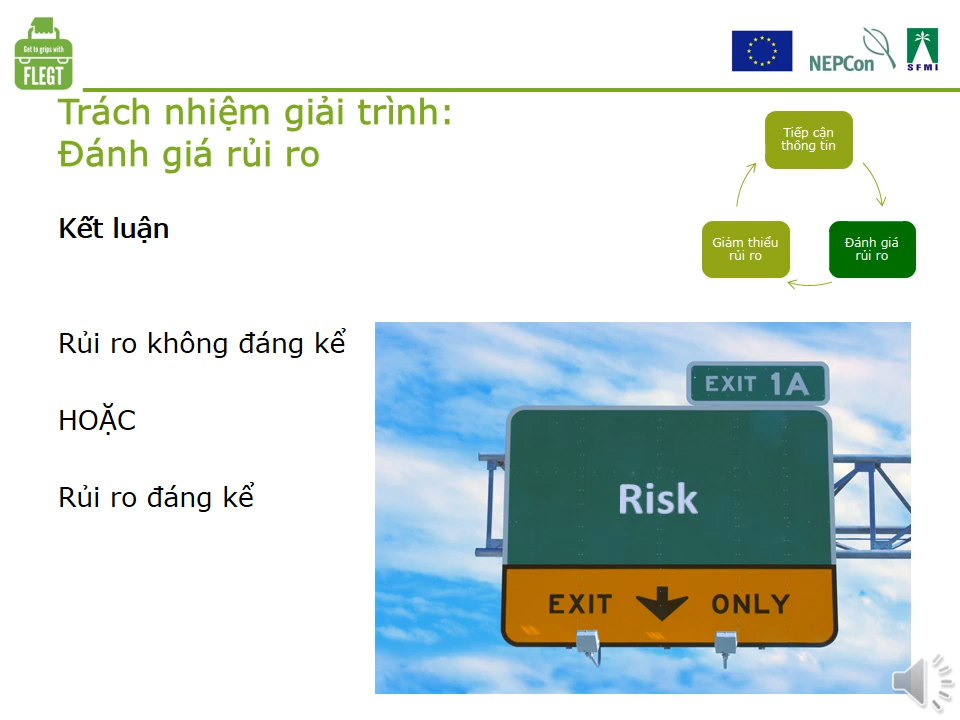 Get to grips with
FLEGT
NEPCon
SFMI
Trách nhiệm giải trình:
Đánh giá rủi ro
Tiếp cận
thông tin
Giảm thiểu
rủi ro
Đánh giá
rủi ro
Kết luận
Rủi ro không đáng kể
HOẶC
Rủi ro đáng kể
EXIT 1A
Risk
EXIT ONLY